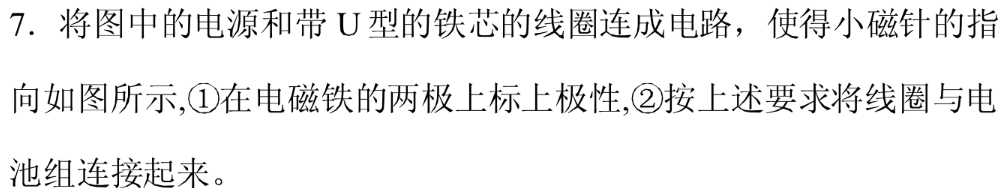 7. 将图中的电源和带 U 型的铁芯的线圈连成电路，使得小磁针的指
向如图所示,①在电磁铁的两极上标上极性,②按上述要求将线圈与电
池组连接起来。